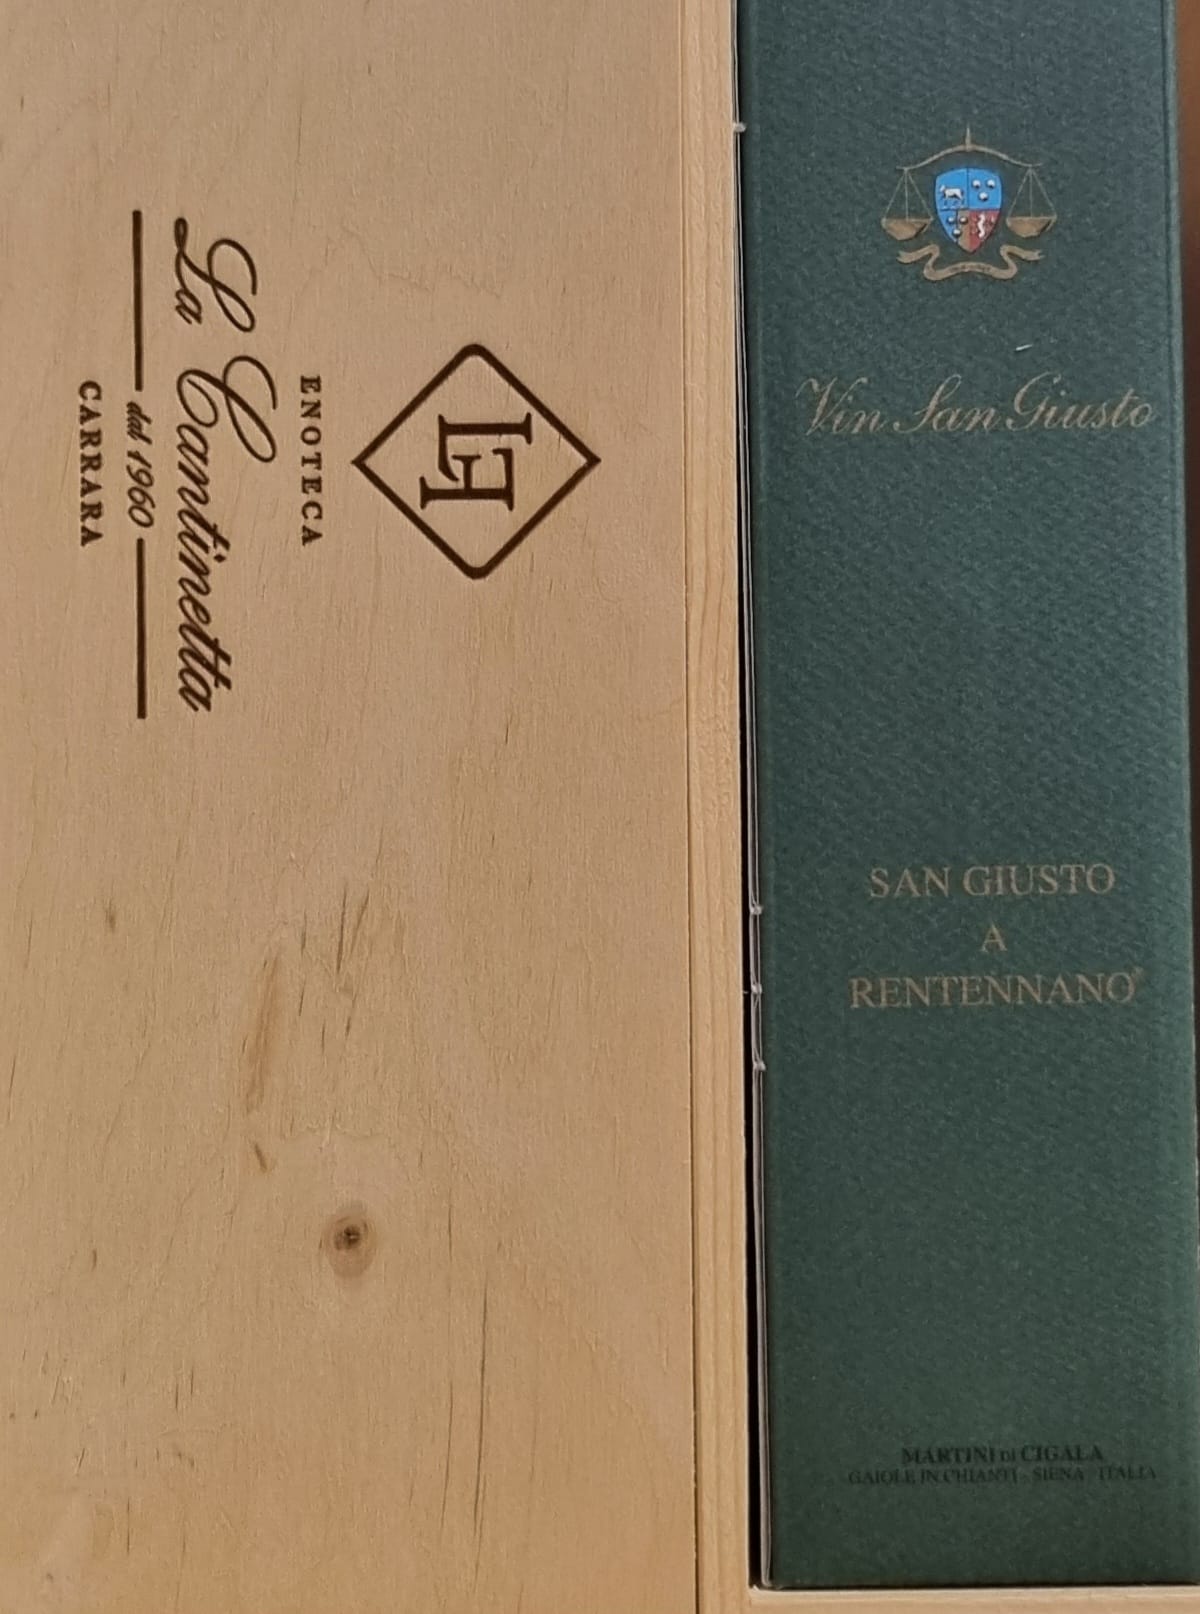 ENOTECA
La Cantinetta
dal 1960
CARRARA
Vin San Giusto
SAN GIUSTO
A
RENTENNANO®
MARTINI DI CIGALA
GAIOLE IN CHIANTI - SIENA - ITALIA